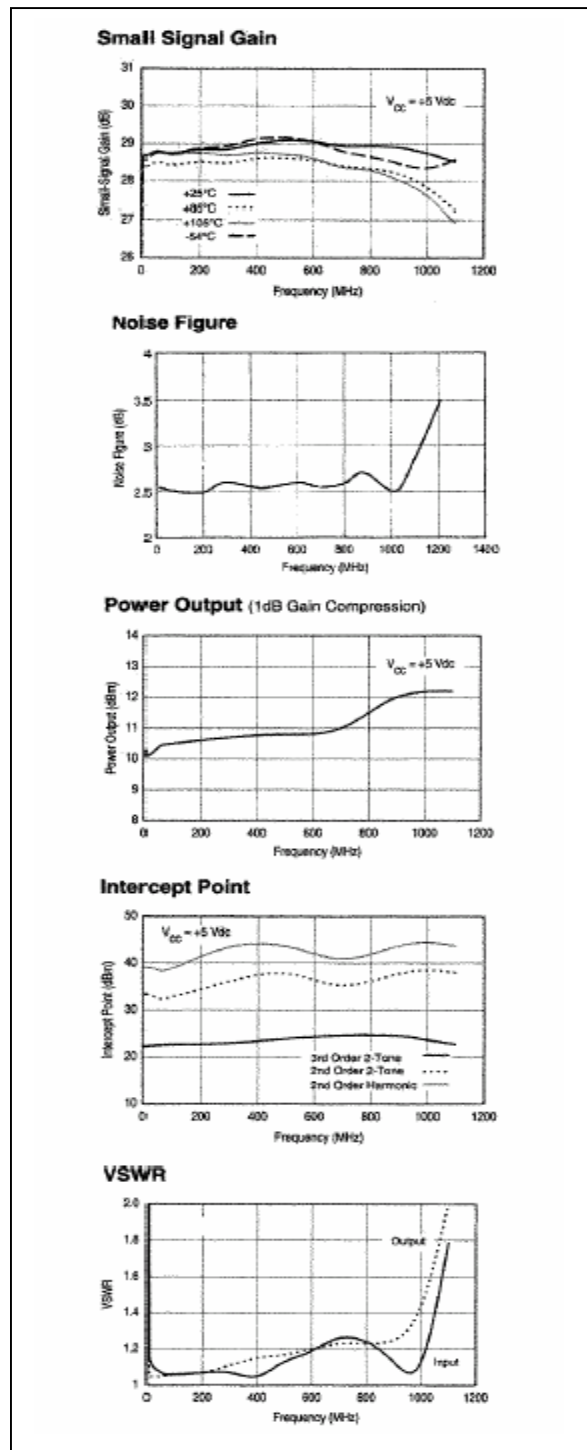 Small Signal Gain
31
30
29
28
27
26
Small-Signal Gain (dB)
VCC = +5 Vdc
+25°C
+85°C
+105°C
-54°C
0 200 400 600 800 1000 1200
Frequency (MHz)
Noise Figure
4
3.5
3
2.5
2
Noise Figure (dB)
0 200 400 600 800 1000 1200 1400
Frequency (MHz)
Power Output (1dB Gain Compression)
14
13
12
11
10
9
8
Power Output (dBm)
VCC = +5 Vdc
0 200 400 600 800 1000 1200
Frequency (MHz)
Intercept Point
50
40
30
20
10
Intercept Point (dBm)
VCC = +5 Vdc
3rd Order 2-Tone
2nd Order 2-Tone
2nd Order Harmonic
0 200 400 600 800 1000 1200
Frequency (MHz)
VSWR
2.0
1.8
1.6
1.4
1.2
1
VSWR
Output
Input
0 200 400 600 800 1000 1200
Frequency (MHz)